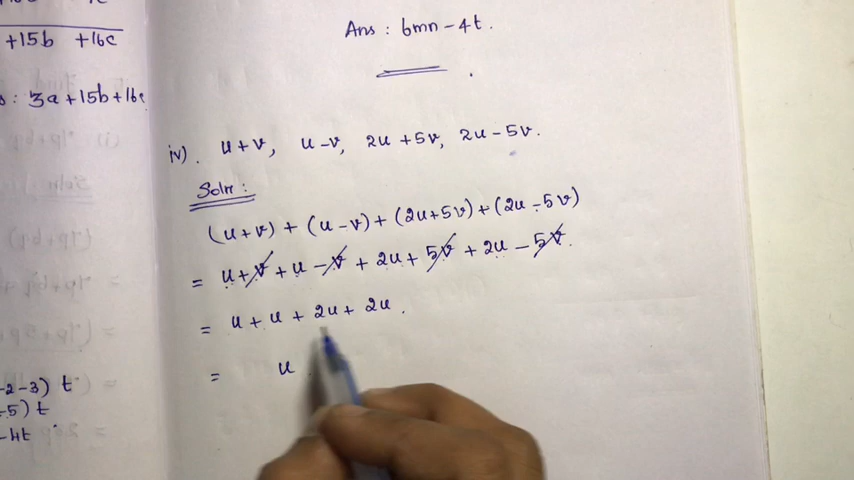 +15b +16c
: 3a+15b+16c
-2-3) t
-5) t
-4t
Ans : 6mn-4t.
iv). u+v, u-v, 2u+5v, 2u-5v.
Soln :
(u+v) + (u-v) + (2u+5v) + (2u-5v)
= u+v+u-v+2u+5v+2u-5v.
= u+u+2u+2u.
= u